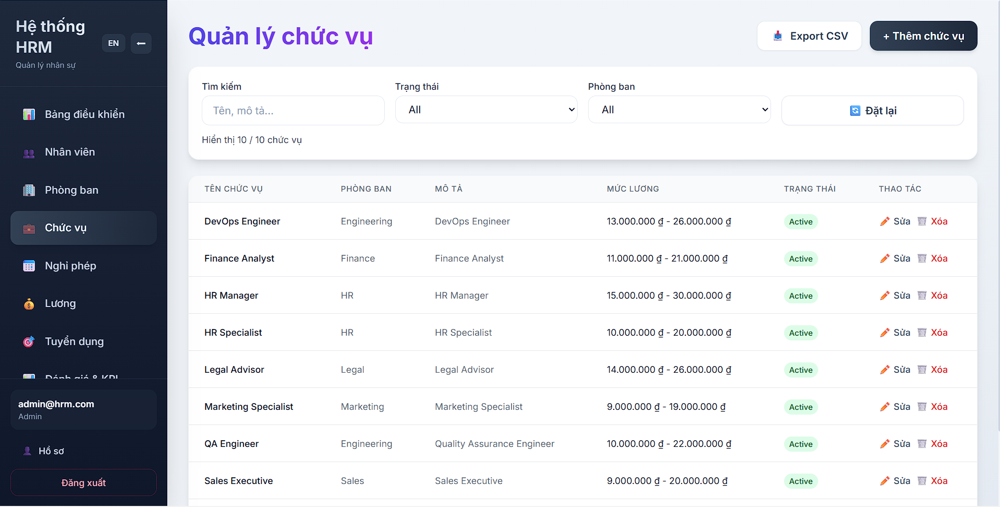 Hệ thống
HRM
Quản lý nhân sự
EN
Bảng điều khiển
Nhân viên
Phòng ban
Chức vụ
Nghỉ phép
Lương
Tuyển dụng
Đánh giá & KPI
admin@hrm.com
Admin
Hồ sơ
Đăng xuất
Quản lý chức vụ
Export CSV
+ Thêm chức vụ
Tìm kiếm
Trạng thái
Phòng ban
Tên, mô tả...
All
All
Đặt lại
Hiển thị 10 / 10 chức vụ
TÊN CHỨC VỤ PHÒNG BAN MÔ TẢ MỨC LƯƠNG TRẠNG THÁI THAO TÁC
DevOps Engineer Engineering DevOps Engineer 13.000.000 ₫ - 26.000.000 ₫ Active Sửa Xóa
Finance Analyst Finance Finance Analyst 11.000.000 ₫ - 21.000.000 ₫ Active Sửa Xóa
HR Manager HR HR Manager 15.000.000 ₫ - 30.000.000 ₫ Active Sửa Xóa
HR Specialist HR HR Specialist 10.000.000 ₫ - 20.000.000 ₫ Active Sửa Xóa
Legal Advisor Legal Legal Advisor 14.000.000 ₫ - 26.000.000 ₫ Active Sửa Xóa
Marketing Specialist Marketing Marketing Specialist 9.000.000 ₫ - 19.000.000 ₫ Active Sửa Xóa
QA Engineer Engineering Quality Assurance Engineer 10.000.000 ₫ - 22.000.000 ₫ Active Sửa Xóa
Sales Executive Sales Sales Executive 9.000.000 ₫ - 20.000.000 ₫ Active Sửa Xóa